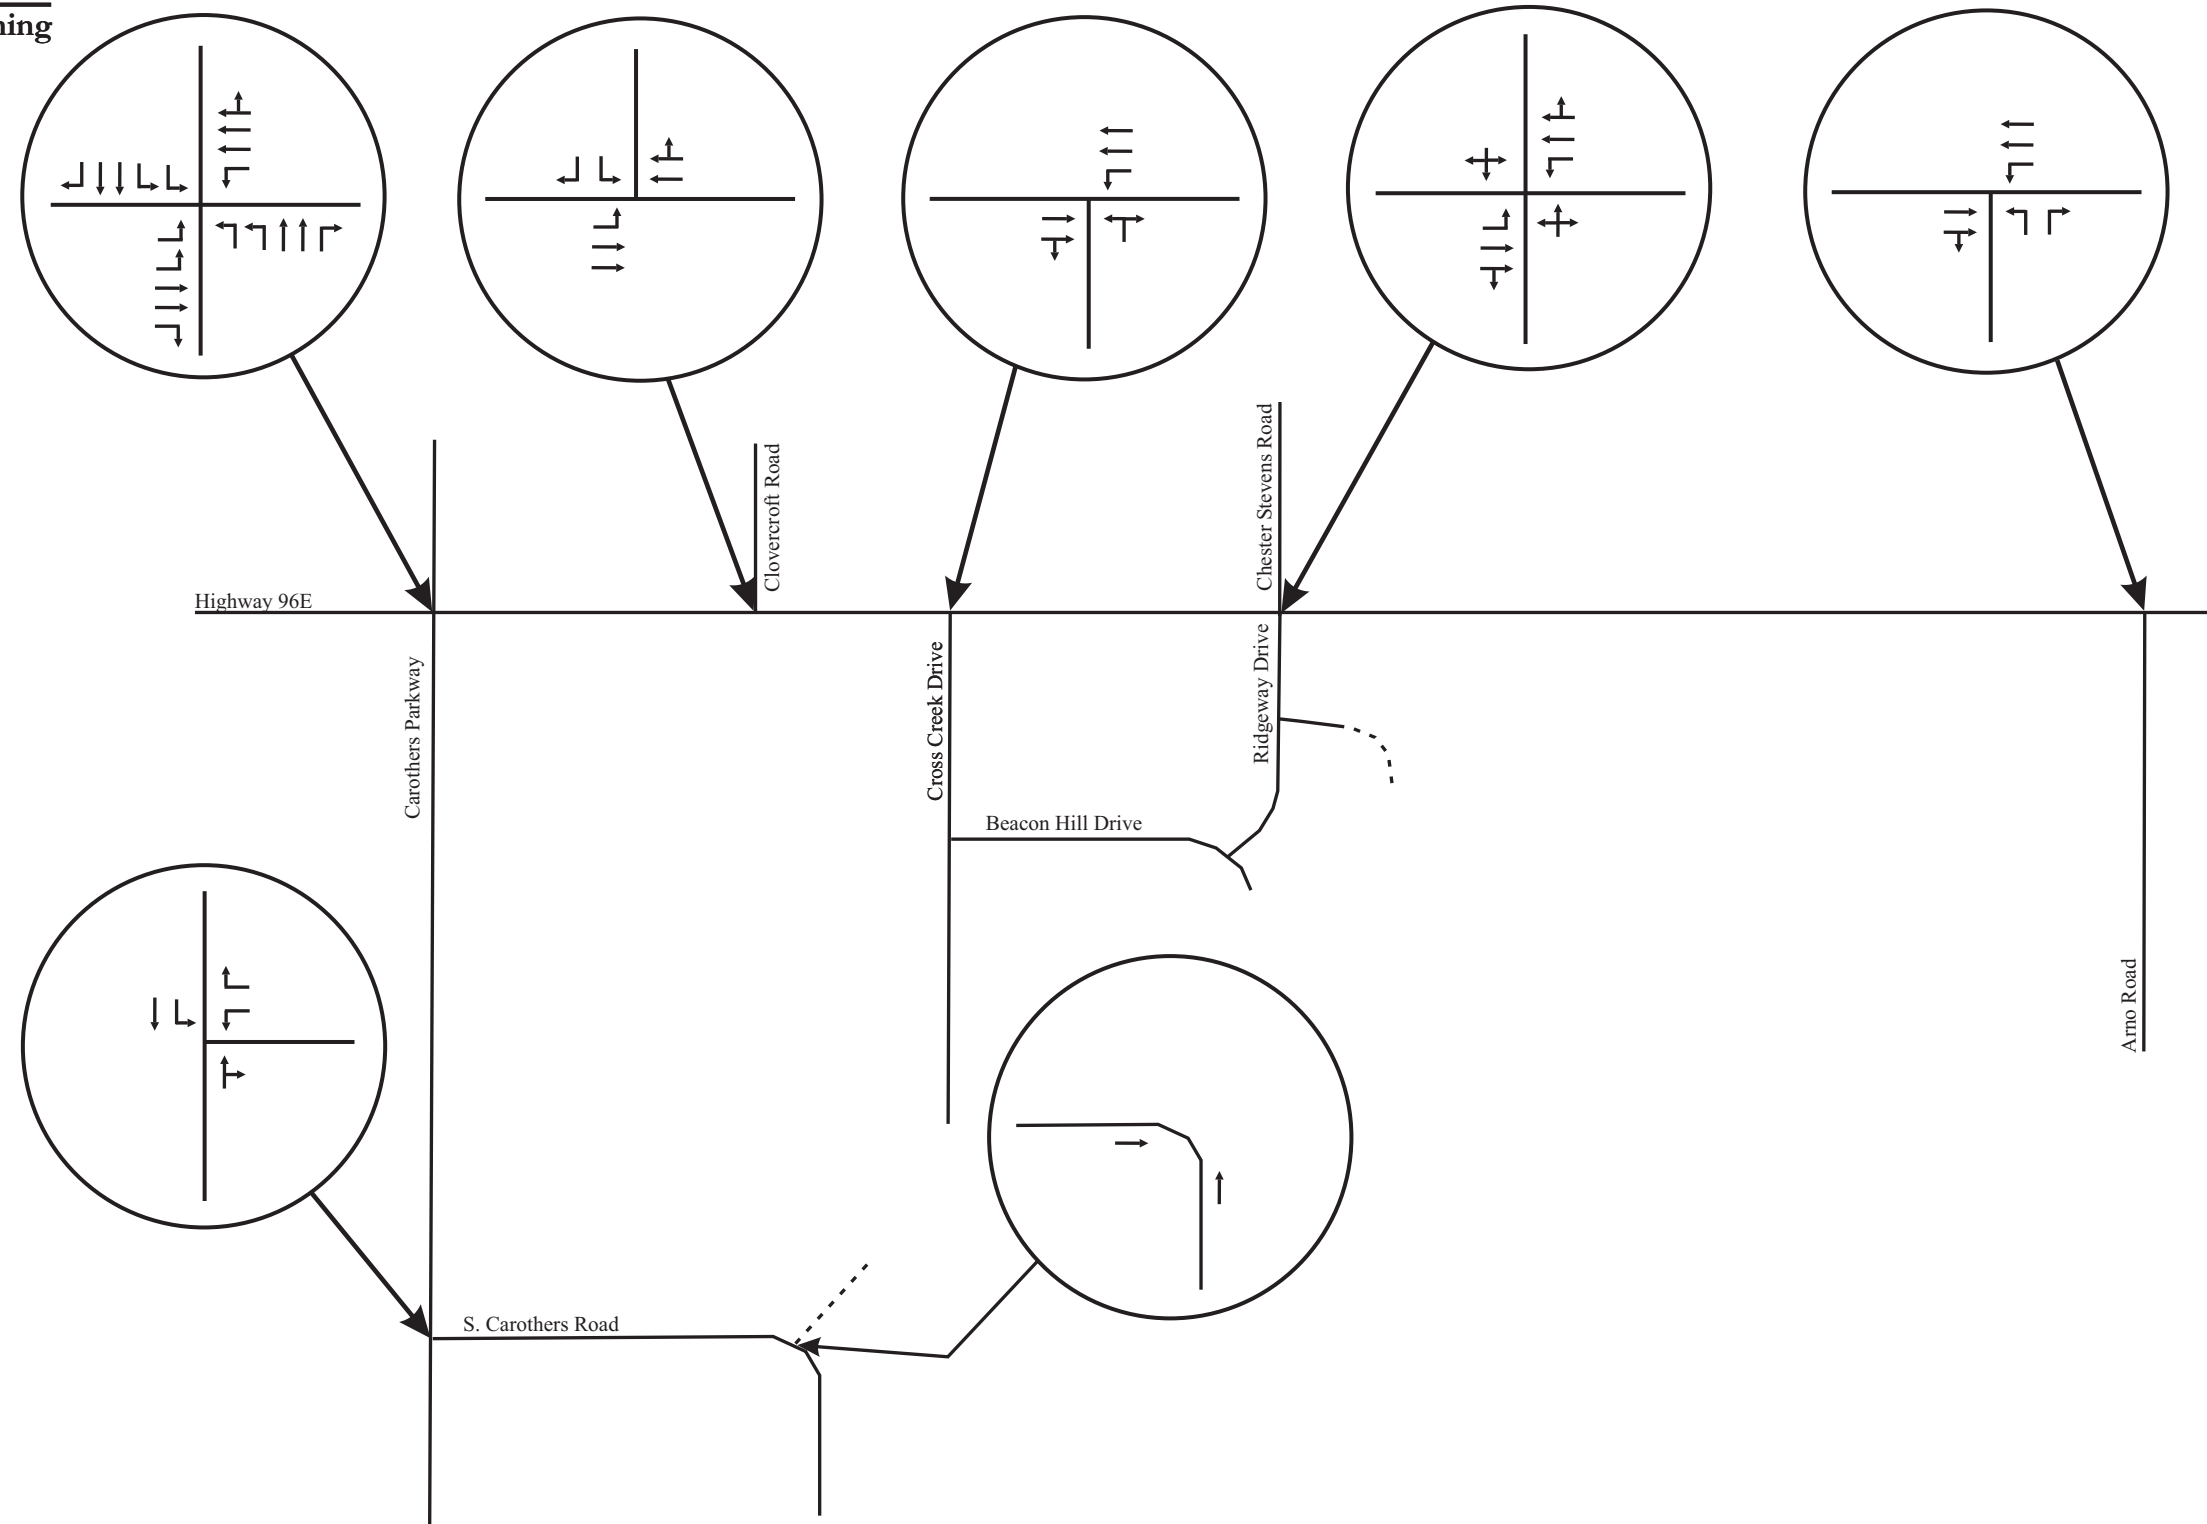 Clovercroft Road
Chester Stevens Road
Highway 96E
Carothers Parkway
Cross Creek Drive
Ridgeway Drive
Beacon Hill Drive
Arno Road
S. Carothers Road